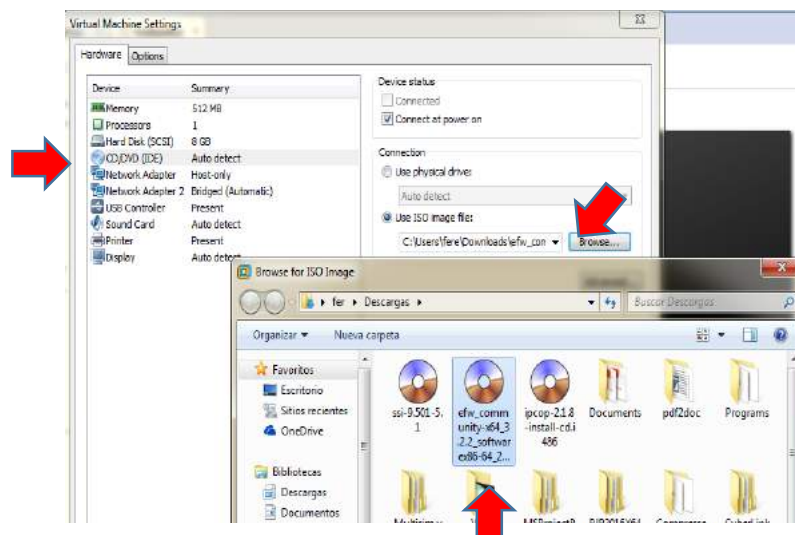 Virtual Machine Settings
Hardware Options
Device Summary
Memory 512 MB
Processors 1
Hard Disk (SCSI) 8 GB
CD/DVD (IDE) Auto detect
Network Adapter Host-only
Network Adapter 2 Bridged (Automatic)
USB Controller Present
Sound Card Auto detect
Printer Present
Display Auto detect
Device status
Connected
Connect at power on
Connection
Use physical drive:
Auto detect
Use ISO image file:
C:\Users\fere\Downloads\efw_con Browse...
Browse for ISO Image
fer Descargas Buscar Descargas
Organizar Nueva carpeta
Favoritos
Escritorio
Sitios recientes
OneDrive
Bibliotecas
Descargas
Documentos
ssi-9.501-5.
1
efw_comm
unity-x64_3
.2.2_softwar
ex86-64_2...
ipcop-2.1.8
-install-cd.i
486
Documents
pdf2doc
Programs